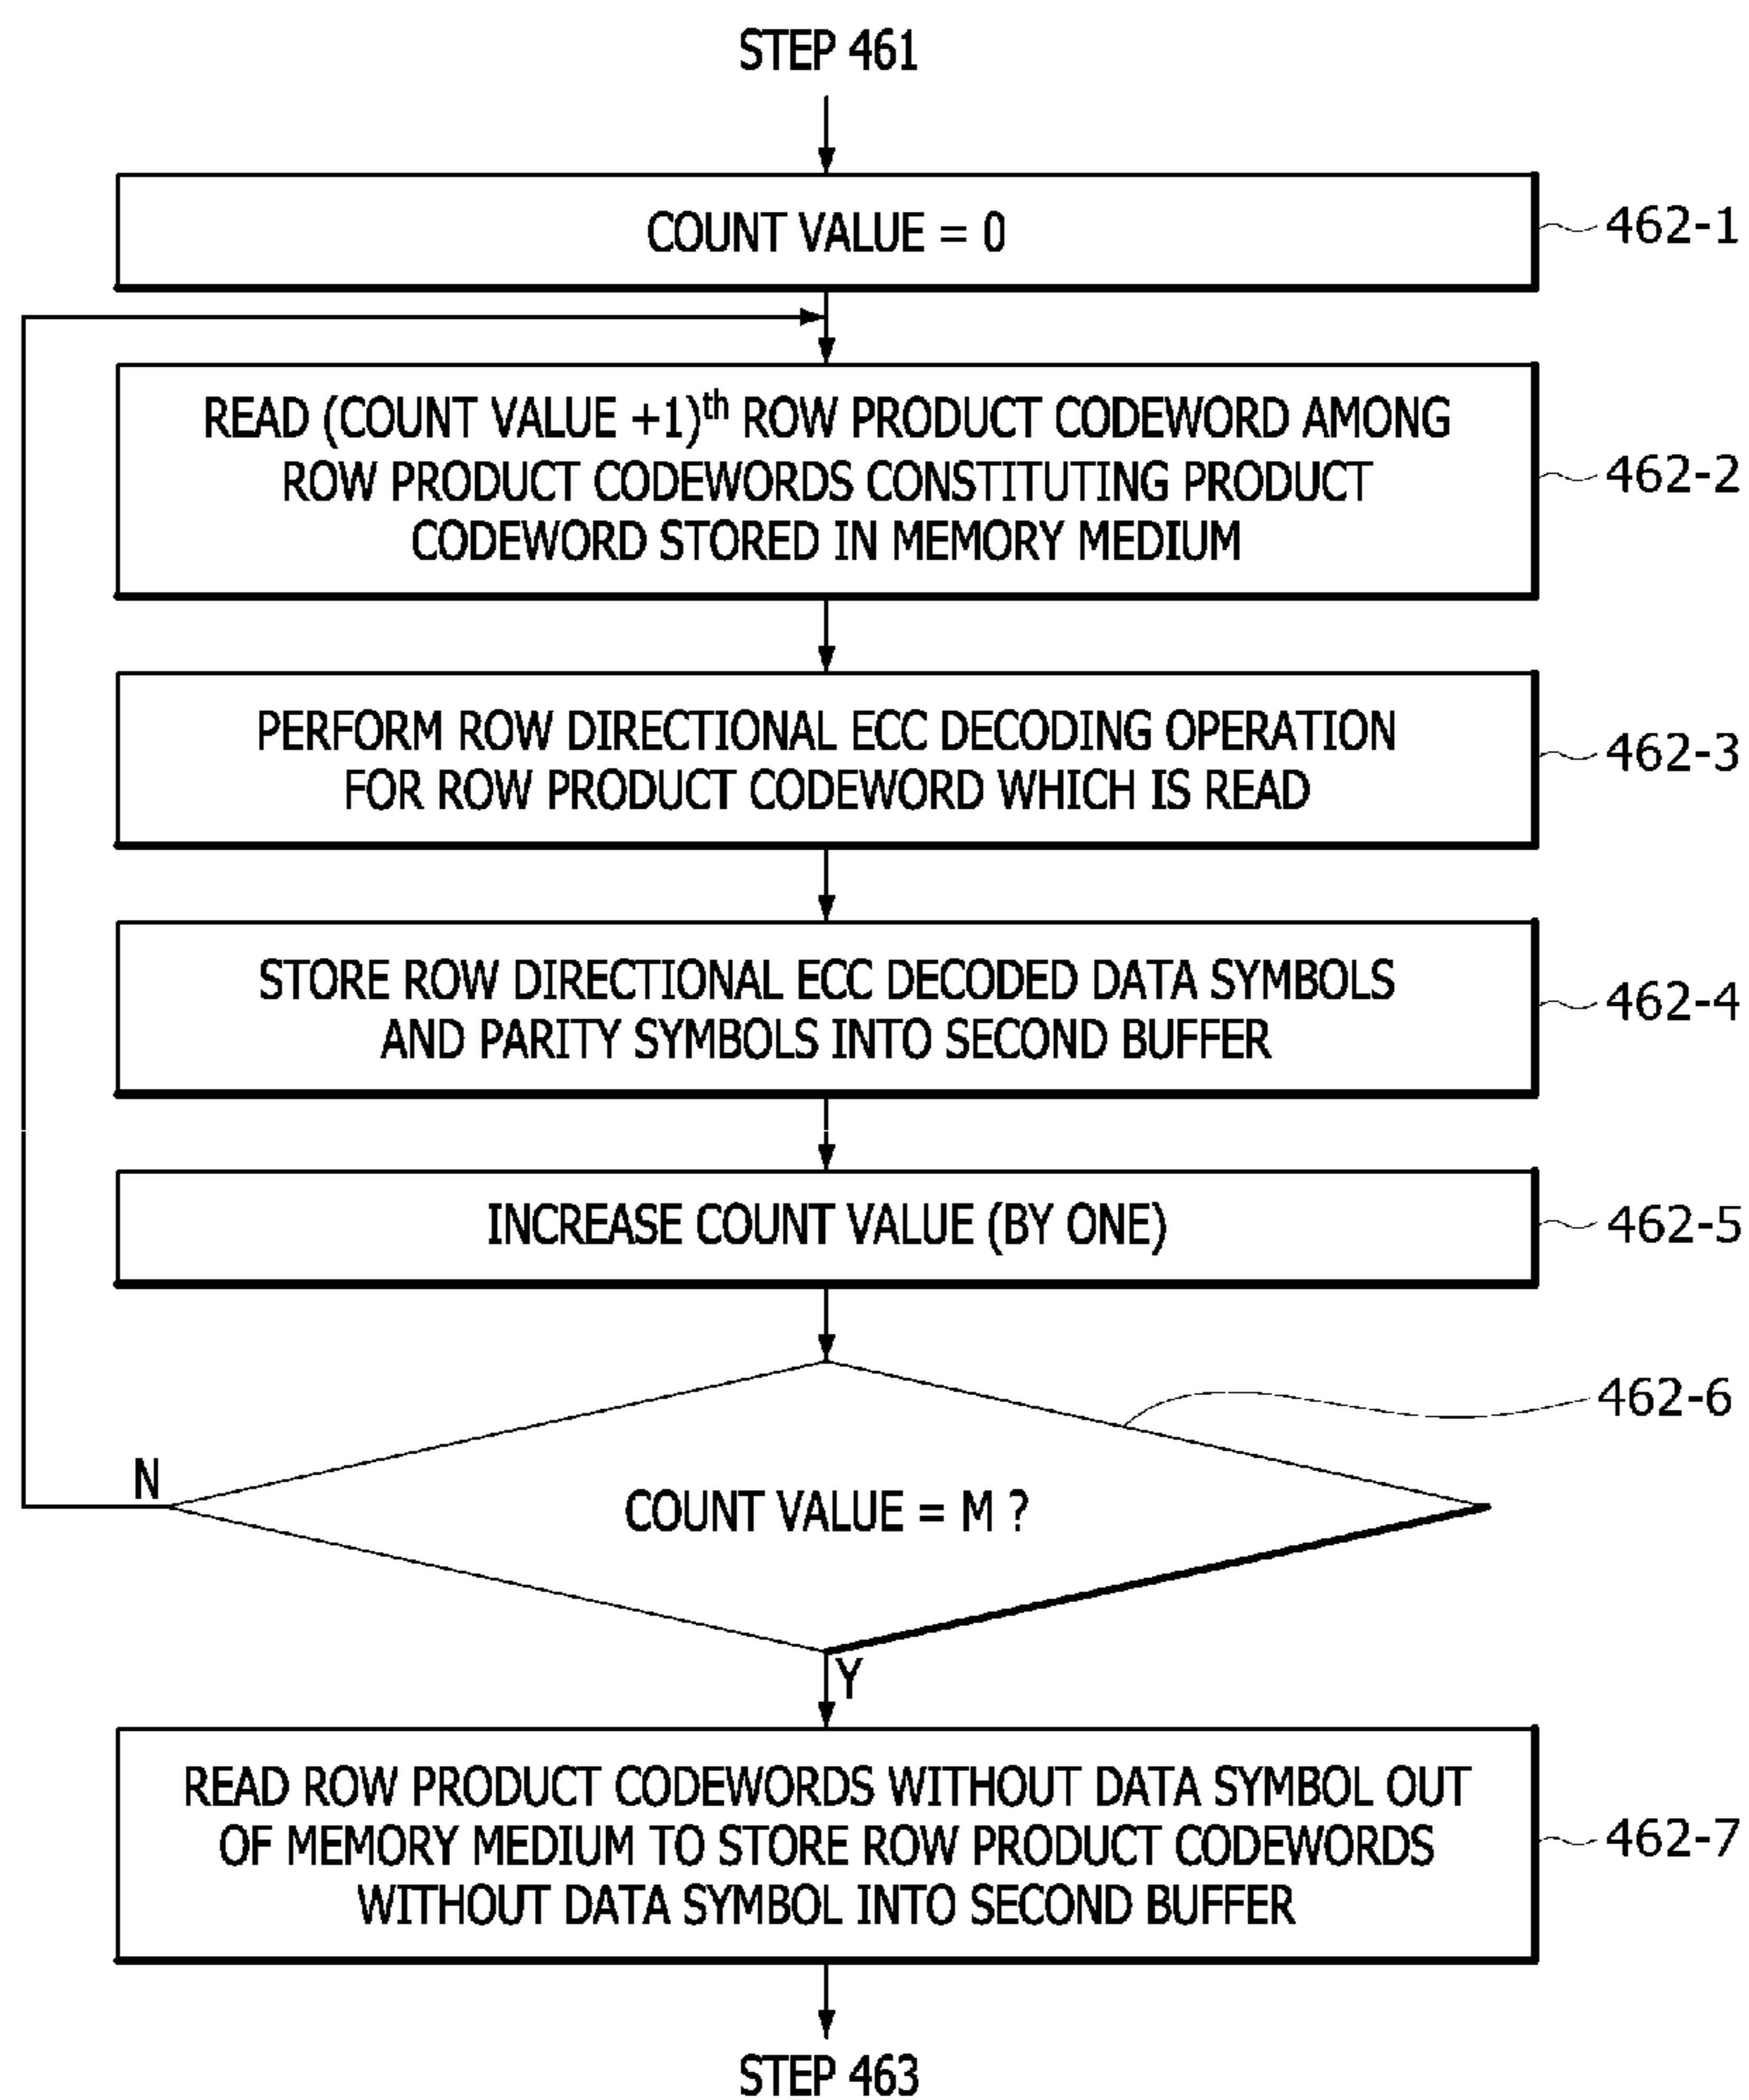 STEP 461
COUNT VALUE = 0
462-1
READ (COUNT VALUE +1)th ROW PRODUCT CODEWORD AMONG
ROW PRODUCT CODEWORDS CONSTITUTING PRODUCT
CODEWORD STORED IN MEMORY MEDIUM
462-2
PERFORM ROW DIRECTIONAL ECC DECODING OPERATION
FOR ROW PRODUCT CODEWORD WHICH IS READ
462-3
STORE ROW DIRECTIONAL ECC DECODED DATA SYMBOLS
AND PARITY SYMBOLS INTO SECOND BUFFER
462-4
INCREASE COUNT VALUE (BY ONE)
462-5
462-6
N
COUNT VALUE = M ?
Y
READ ROW PRODUCT CODEWORDS WITHOUT DATA SYMBOL OUT
OF MEMORY MEDIUM TO STORE ROW PRODUCT CODEWORDS
WITHOUT DATA SYMBOL INTO SECOND BUFFER
462-7
STEP 463